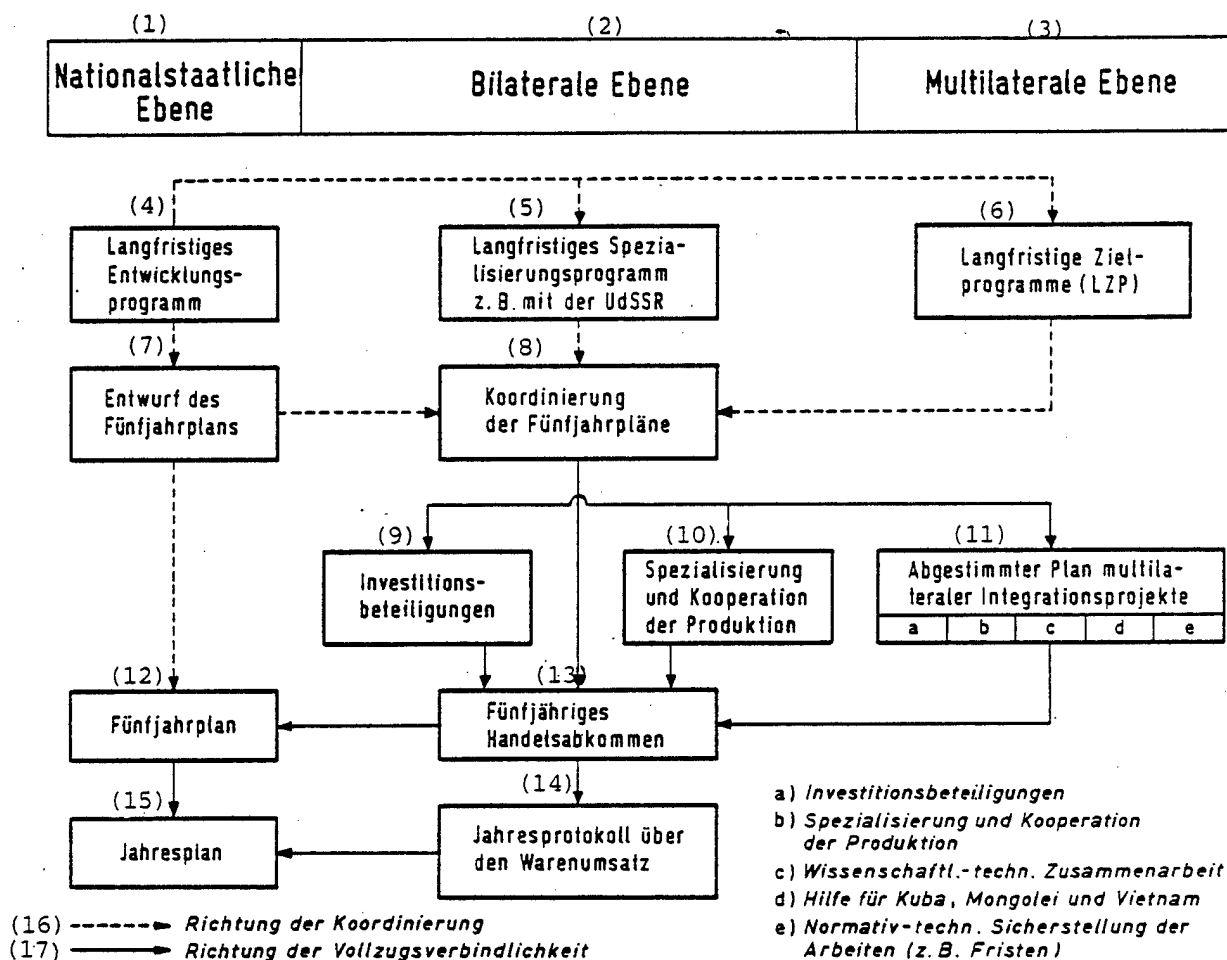 (1)
(2)
(3)
Nationalstaatliche
Ebene
Bilaterale Ebene
Multilaterale Ebene
(4)
(5)
(6)
Langfristiges
Entwicklungs-
programm
Langfristiges Spezia-
lisierungsprogramm
z. B. mit der UdSSR
Langfristige Ziel-
programme (LZP)
(7)
(8)
Entwurf des
Fünfjahrplans
Koordinierung
der Fünfjahrpläne
(9)
(10)
(11)
Investitions-
beteiligungen
Spezialisierung
und Kooperation
der Produktion
Abgestimmter Plan multila-
teraler Integrationsprojekte
a b c d e
(12)
(13)
Fünfjahrplan
Fünfjähriges
Handelsabkommen
(14)
(15)
Jahresplan
Jahresprotokoll über
den Warenumsatz
a) Investitionsbeteiligungen
b) Spezialisierung und Kooperation
der Produktion
c) Wissenschaftl.-techn. Zusammenarbeit
d) Hilfe für Kuba, Mongolei und Vietnam
e) Normativ-techn. Sicherstellung der
Arbeiten (z. B. Fristen)
(16) Richtung der Koordinierung
(17) Richtung der Vollzugsverbindlichkeit